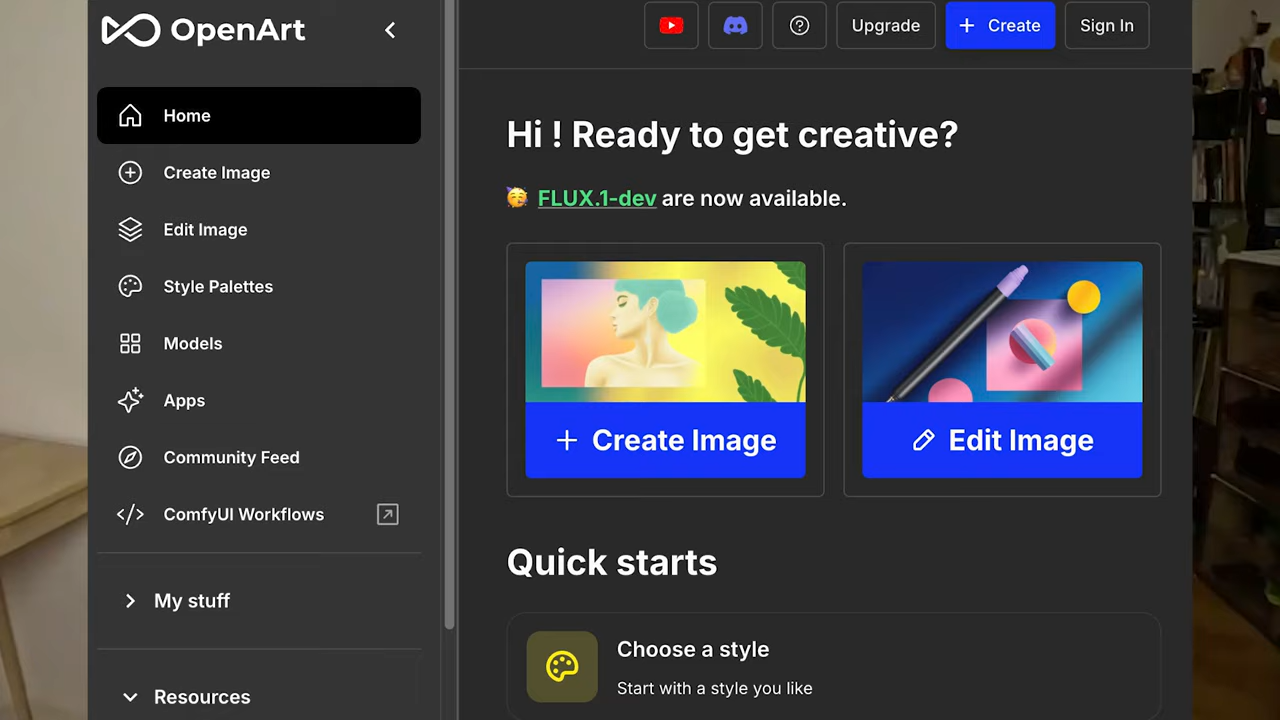 OpenArt
Home
Create Image
Edit Image
Style Palettes
Models
Apps
Community Feed
ComfyUI Workflows
My stuff
Resources
Upgrade
+ Create
Sign In
Hi ! Ready to get creative?
🥳 FLUX.1-dev are now available.
+ Create Image
Edit Image
Quick starts
Choose a style
Start with a style you like